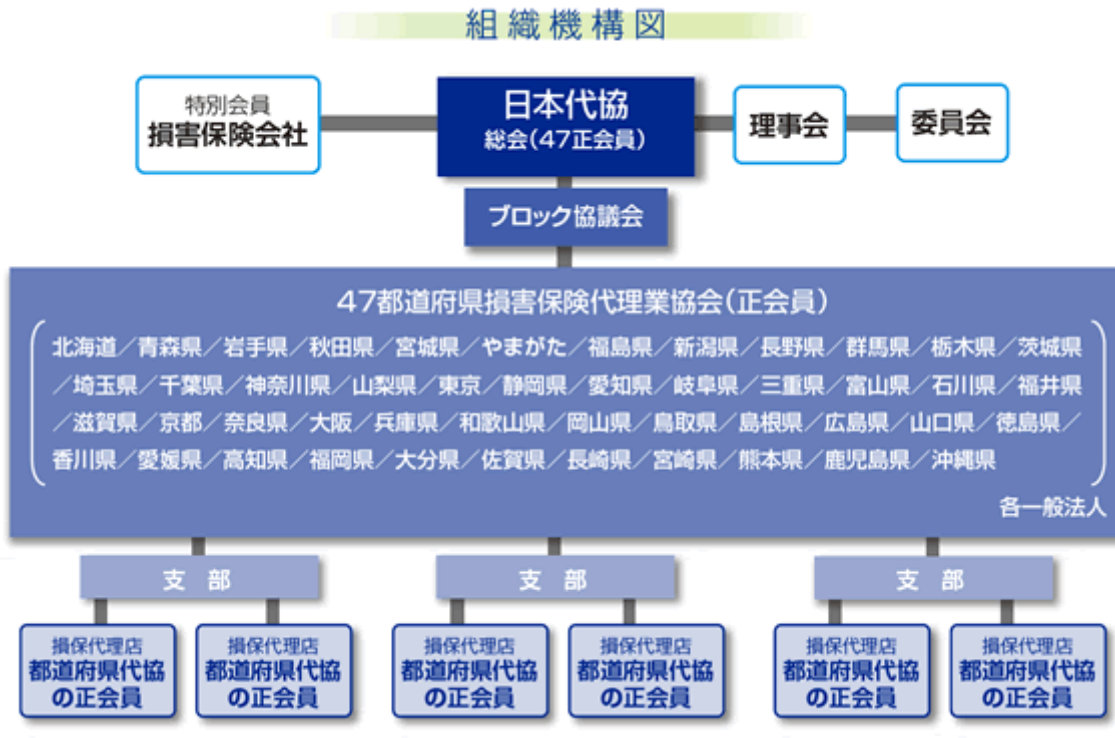 組織機構図
特別会員
損害保険会社
日本代協
総会(47正会員)
理事会
委員会
ブロック協議会
47都道府県損害保険代理業協会(正会員)
北海道／青森県／岩手県／秋田県／宮城県／やまがた／福島県／新潟県／長野県／群馬県／栃木県／茨城県
／埼玉県／千葉県／神奈川県／山梨県／東京／静岡県／愛知県／岐阜県／三重県／富山県／石川県／福井県
／滋賀県／京都／奈良県／大阪／兵庫県／和歌山県／岡山県／鳥取県／島根県／広島県／山口県／徳島県／
香川県／愛媛県／高知県／福岡県／大分県／佐賀県／長崎県／宮崎県／熊本県／鹿児島県／沖縄県
各一般法人
支部
支部
支部
損保代理店
都道府県代協
の正会員
損保代理店
都道府県代協
の正会員
損保代理店
都道府県代協
の正会員
損保代理店
都道府県代協
の正会員
損保代理店
都道府県代協
の正会員
損保代理店
都道府県代協
の正会員